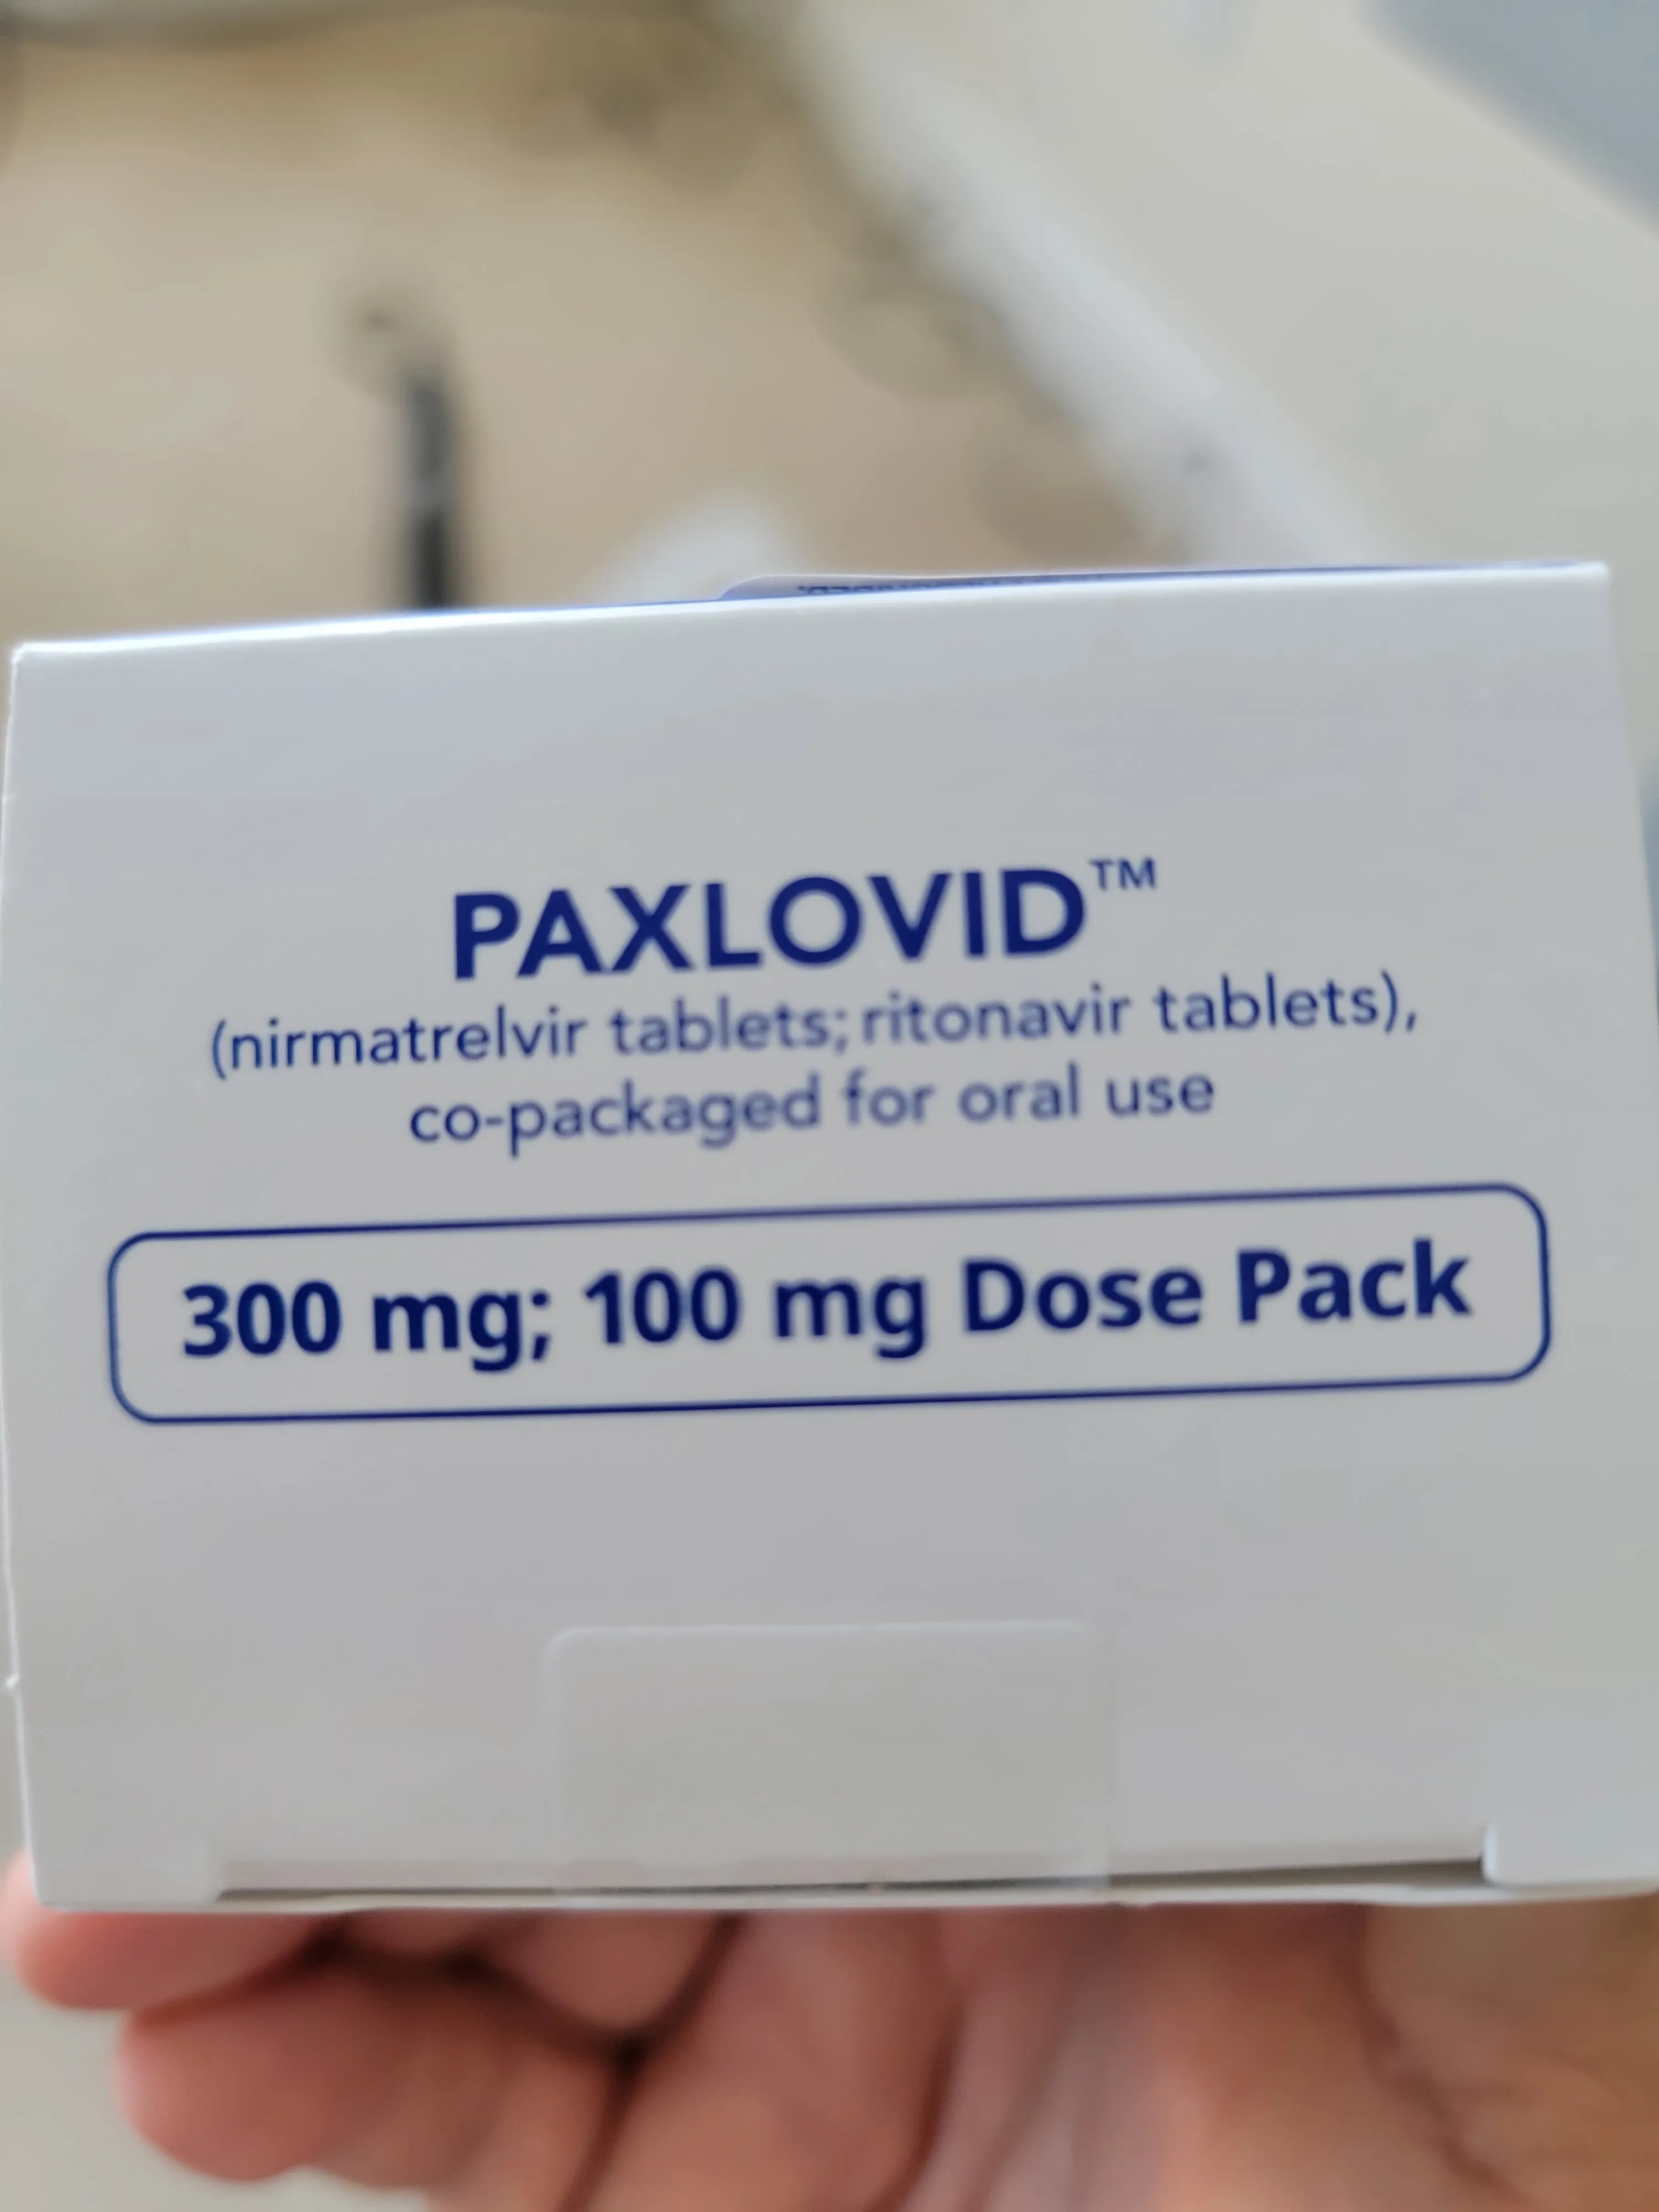 PAXLOVID™
(nirmatrelvir tablets; ritonavir tablets),
co-packaged for oral use
300 mg; 100 mg Dose Pack